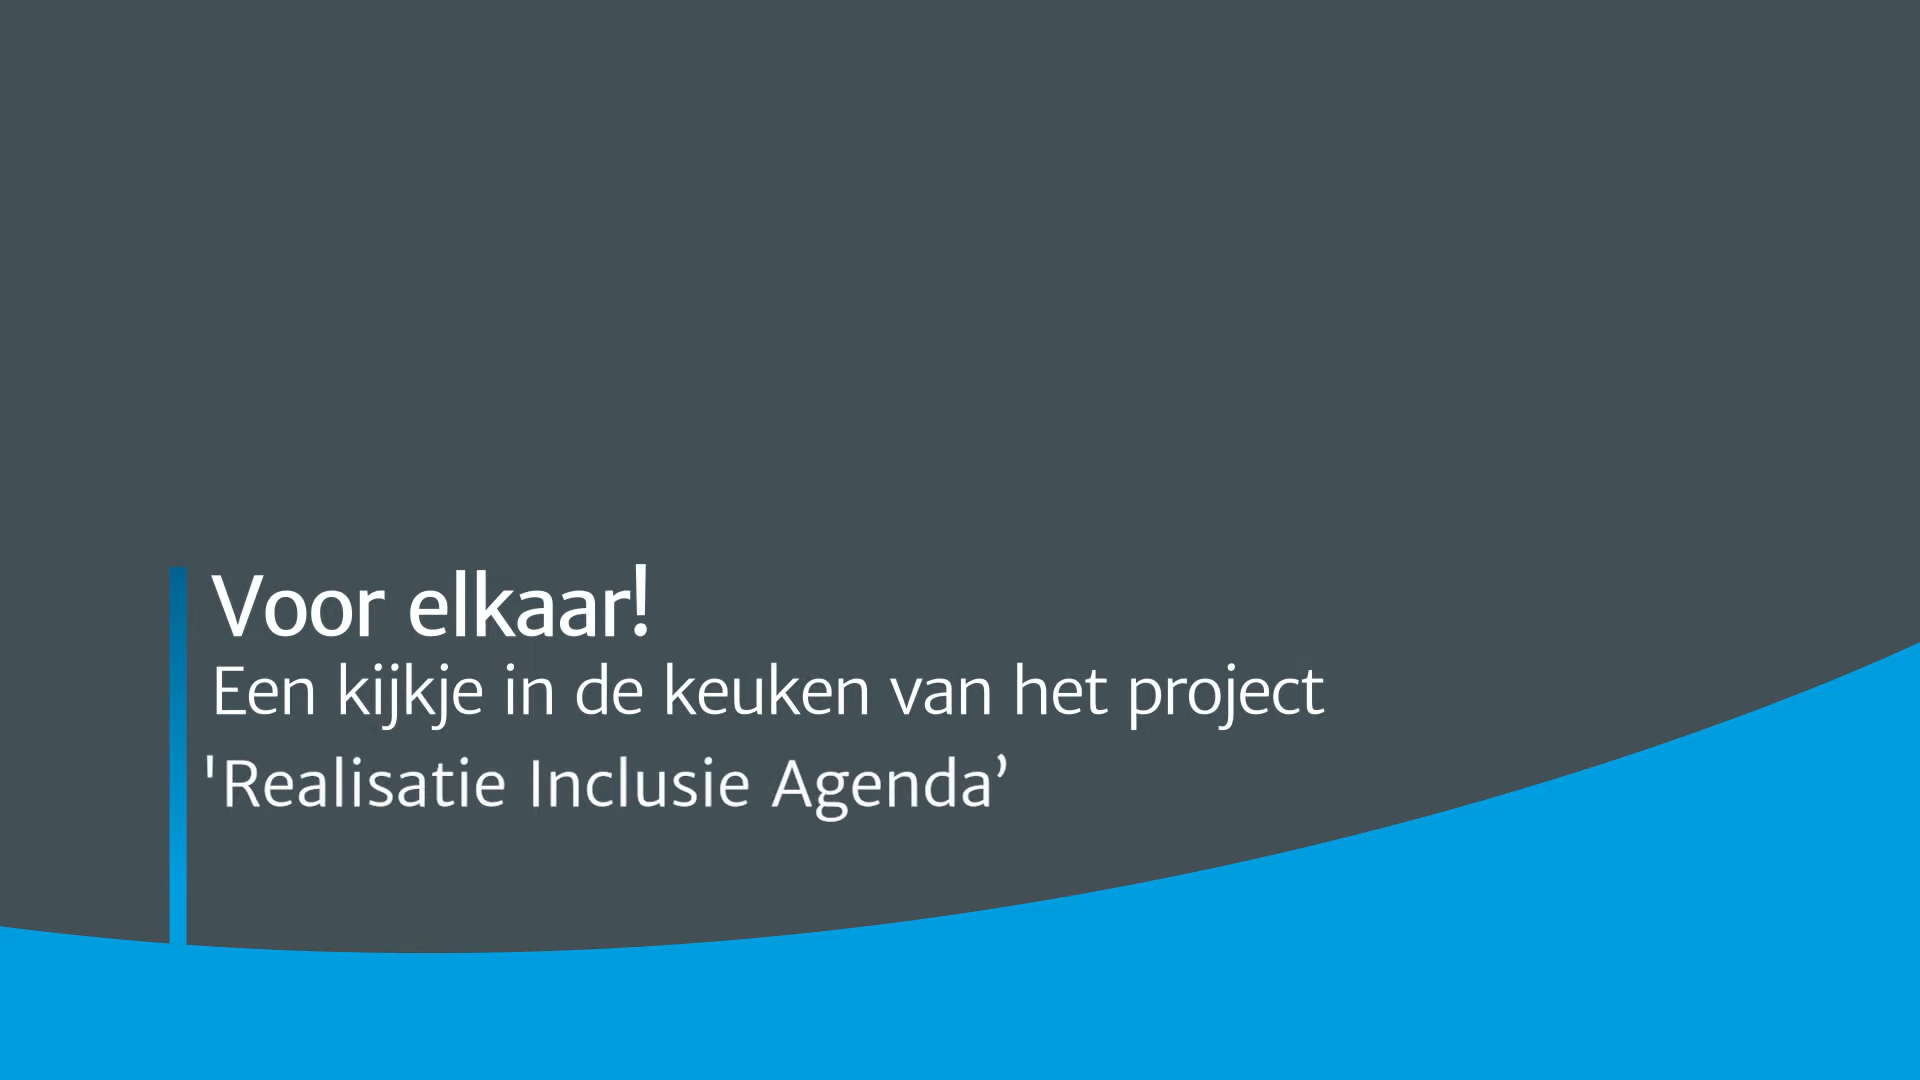 Voor elkaar!
Een kijkje in de keuken van het project
'Realisatie Inclusie Agenda’